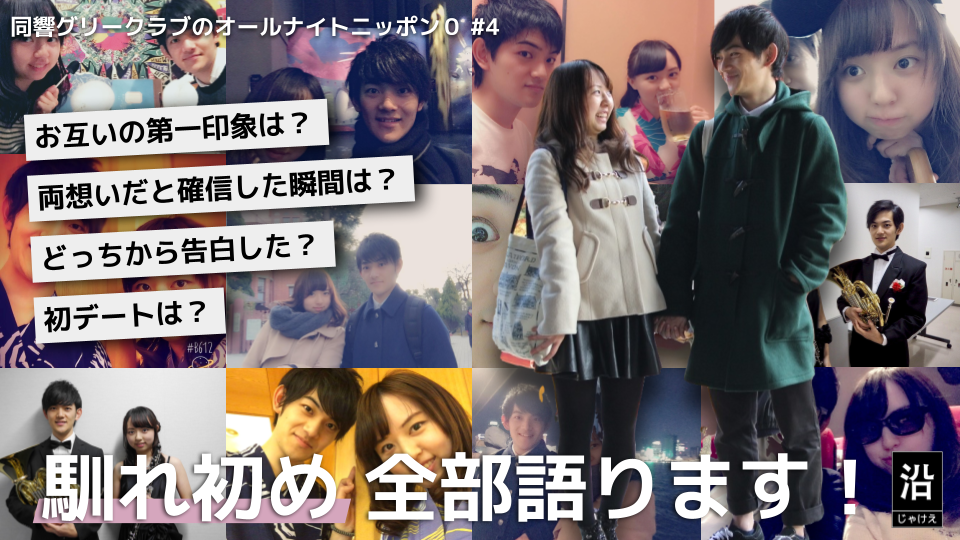 同響グリークラブのオールナイトニッポン０ #4
お互いの第一印象は？
両想いだと確信した瞬間は？
どっちから告白した？
初デートは？
#B612
馴れ初め 全部語ります！
沿
じゃけえ